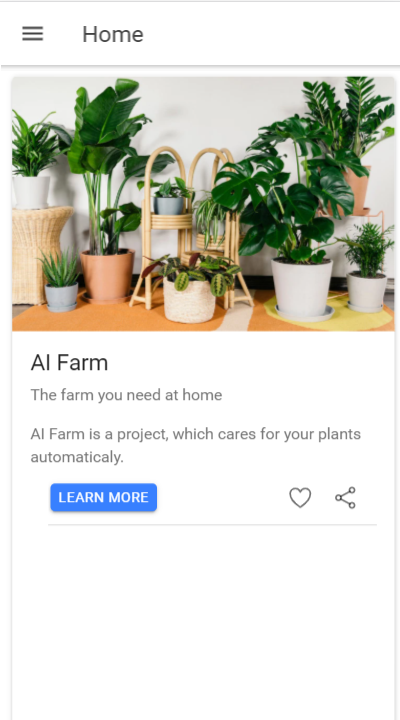 Home
AI Farm
The farm you need at home
AI Farm is a project, which cares for your plants
automaticaly.
LEARN MORE